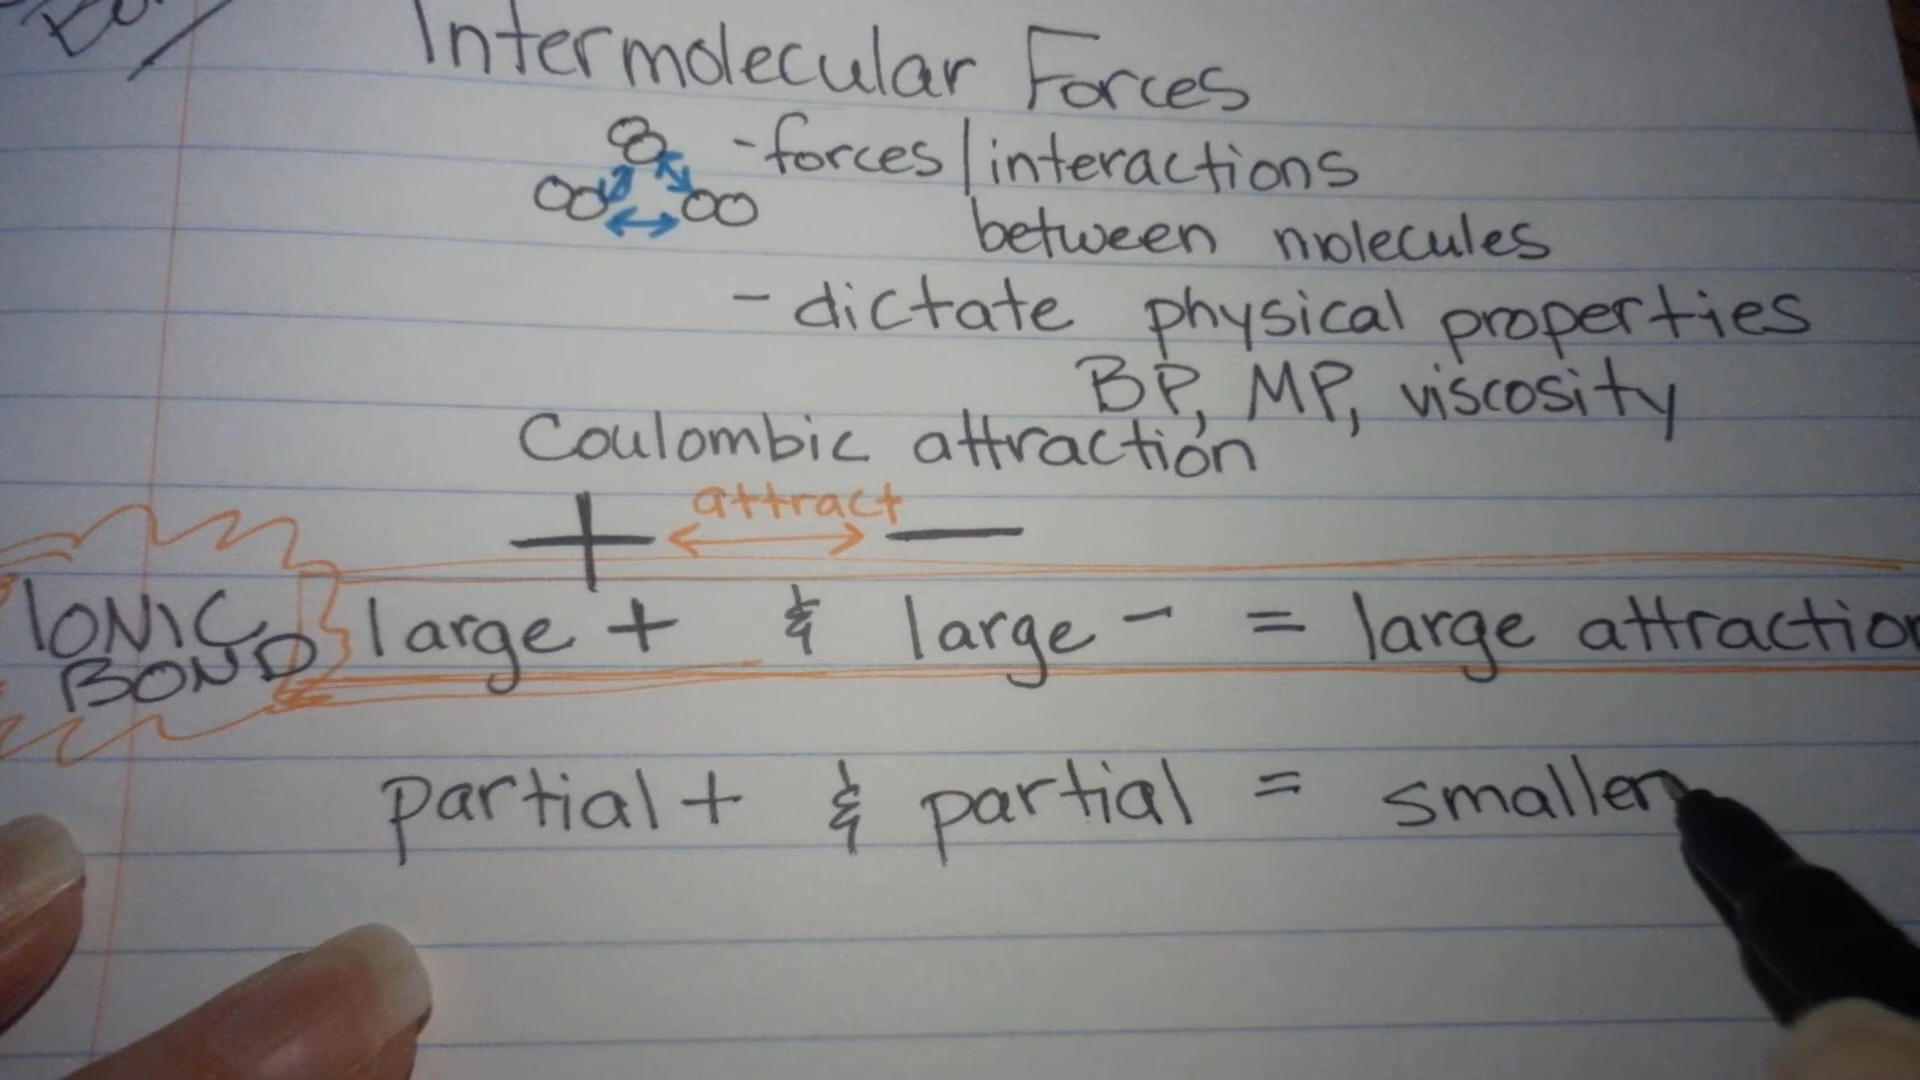 Intermolecular Forces
- forces/interactions
between molecules
- dictate physical properties
BP, MP, viscosity
Coulombic attraction
+ attract —
IONIC
BOND
large + & large - = large attraction
partial + & partial = smaller